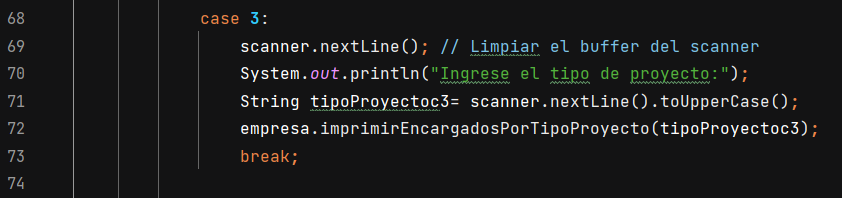 68 case 3:
69 scanner.nextLine(); // Limpiar el buffer del scanner
70 System.out.println("Ingrese el tipo de proyecto:");
71 String tipoProyectoc3= scanner.nextLine().toUpperCase();
72 empresa.imprimirEncargadosPorTipoProyecto(tipoProyectoc3);
73 break;
74